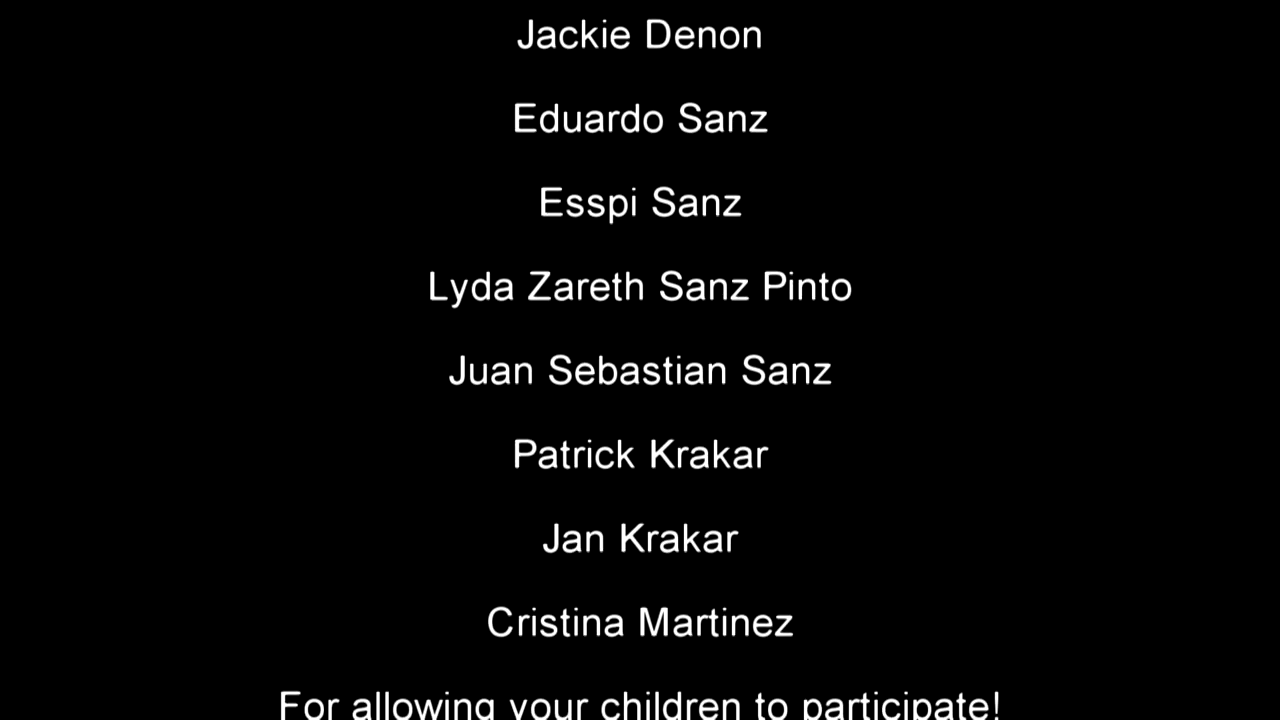 Jackie Denon
Eduardo Sanz
Esspi Sanz
Lyda Zareth Sanz Pinto
Juan Sebastian Sanz
Patrick Krakar
Jan Krakar
Cristina Martinez
For allowing your children to participate!